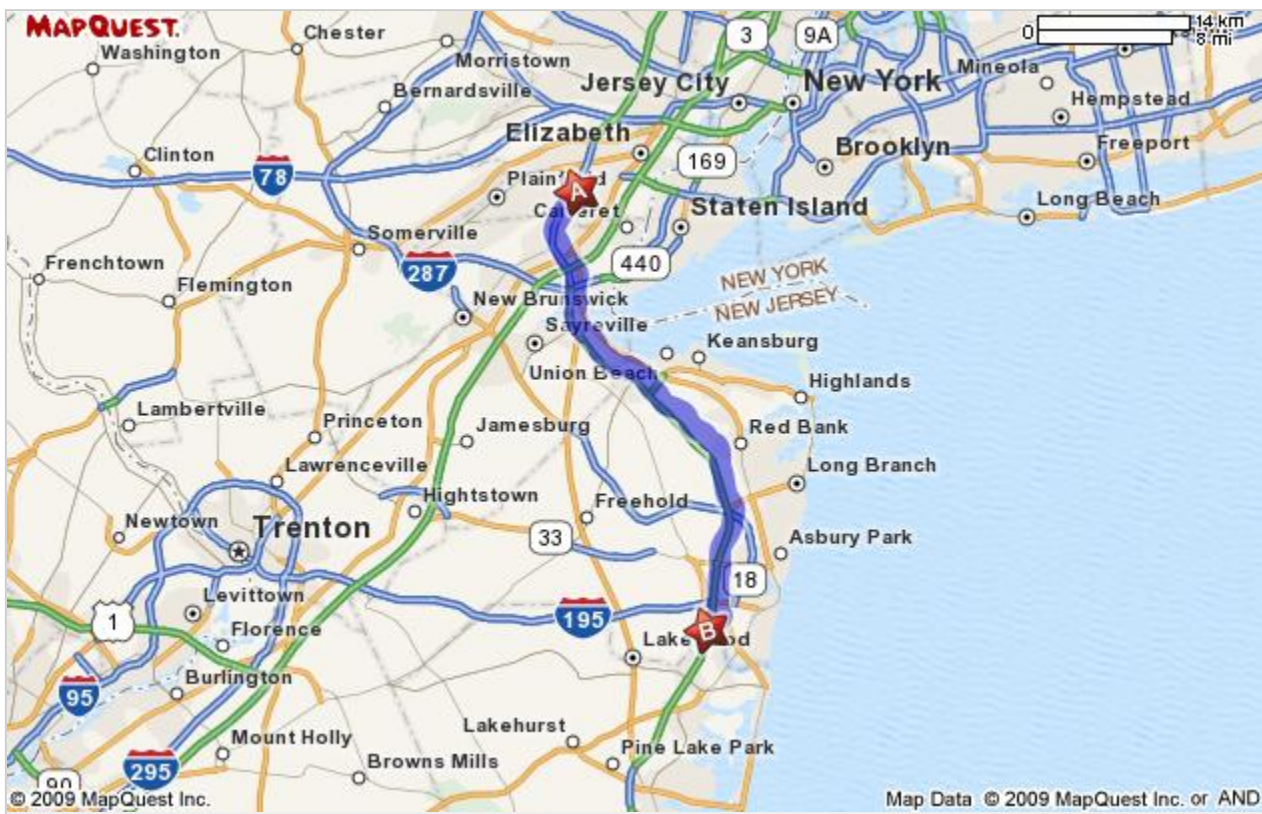 MAPQUEST.
14 km
0
8 mi
Chester
3
9A
Washington
Morristown
Mineola
Jersey City
New York
Bernardsville
Hempstead
Elizabeth
Brooklyn
Freeport
Clinton
169
78
A
Long Beach
Staten Island
Somerville
440
Frenchtown
287
NEW YORK
Flemington
NEW JERSEY
New Brunswick
Sayreville
Keansburg
Union Beach
Highlands
Lambertville
Princeton
Jamesburg
Red Bank
Lawrenceville
Long Branch
Hightstown
Freehold
Newtown
Trenton
33
Asbury Park
18
Levittown
195
1
Florence
B
Burlington
95
Lakehurst
Mount Holly
Pine Lake Park
Browns Mills
295
90
© 2009 MapQuest Inc.
Map Data © 2009 MapQuest Inc. or AND